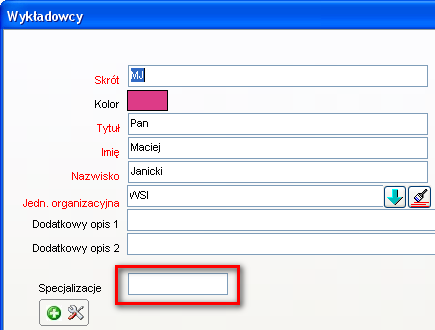 Wykładowcy
Skrót MJ
Kolor
Tytuł Pan
Imię Maciej
Nazwisko Janicki
Jedn. organizacyjna WSI
Dodatkowy opis 1
Dodatkowy opis 2
Specjalizacje